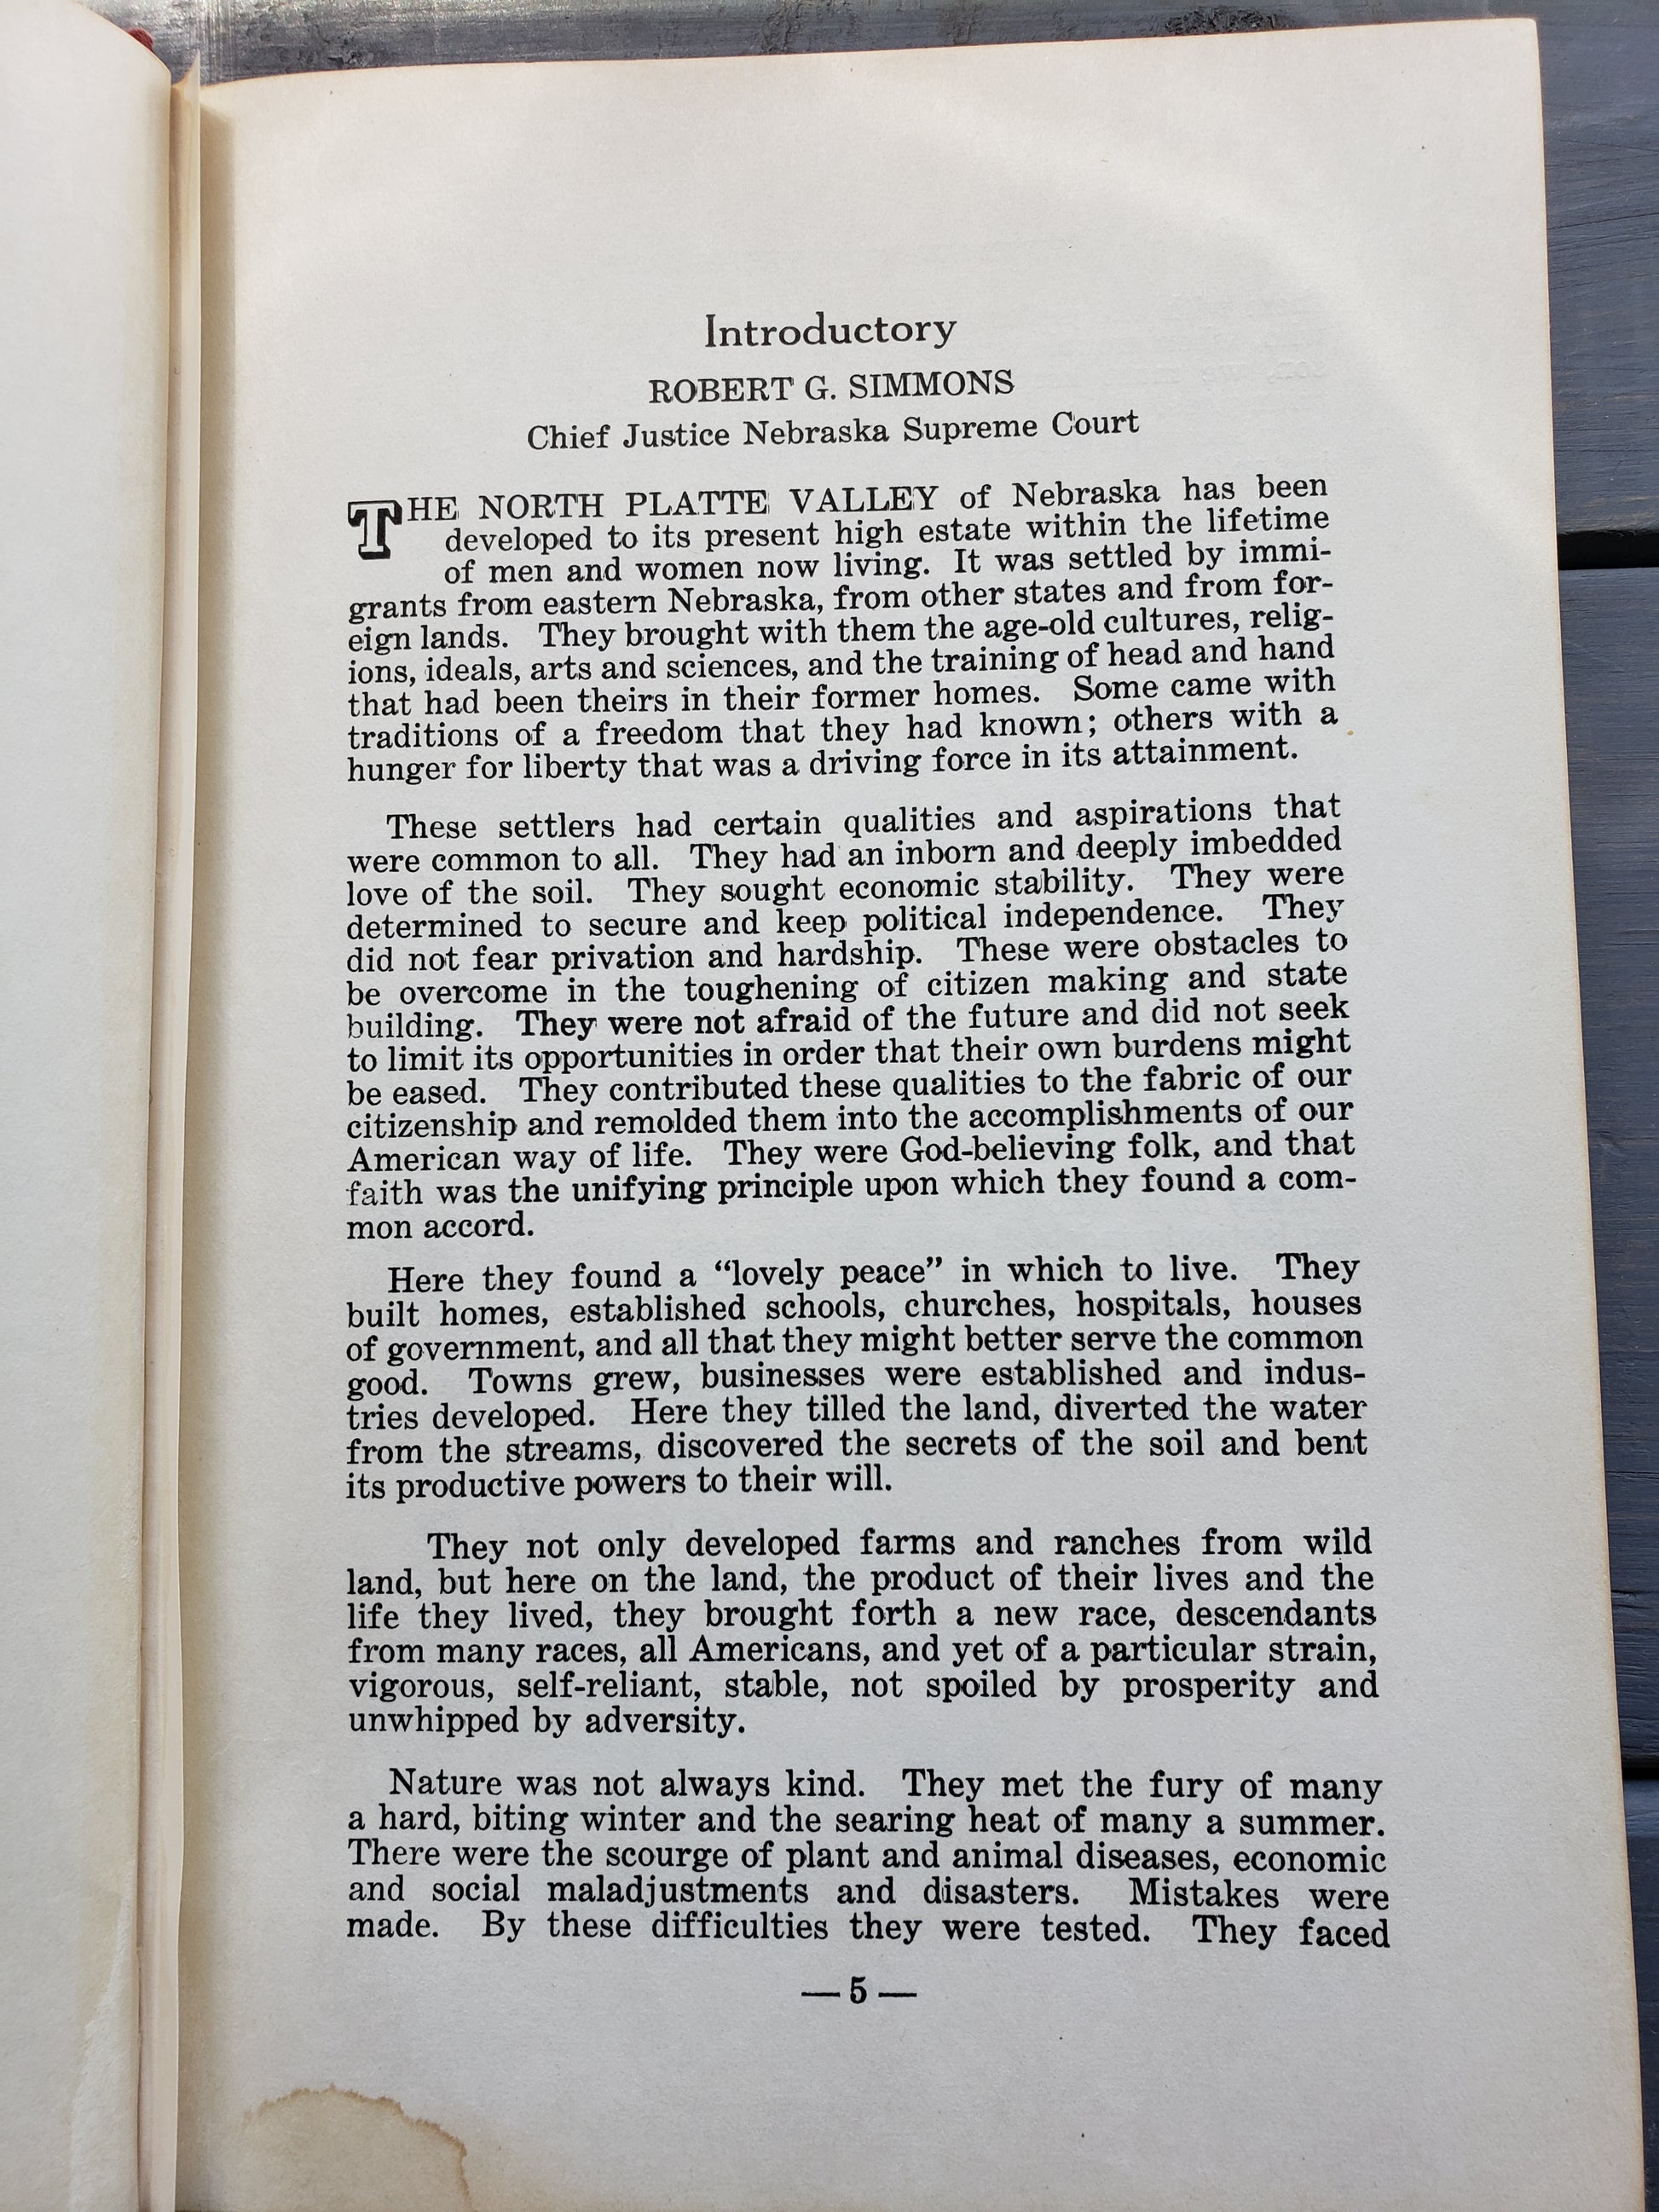 Introductory
ROBERT G. SIMMONS
Chief Justice Nebraska Supreme Court
THE NORTH PLATTE VALLEY of Nebraska has been
developed to its present high estate within the lifetime
of men and women now living. It was settled by immi-
grants from eastern Nebraska, from other states and from for-
eign lands. They brought with them the age-old cultures, relig-
ions, ideals, arts and sciences, and the training of head and hand
that had been theirs in their former homes. Some came with
traditions of a freedom that they had known; others with a
hunger for liberty that was a driving force in its attainment.
These settlers had certain qualities and aspirations that
were common to all. They had an inborn and deeply imbedded
love of the soil. They sought economic stability. They were
determined to secure and keep political independence. They
did not fear privation and hardship. These were obstacles to
be overcome in the toughening of citizen making and state
building. They were not afraid of the future and did not seek
to limit its opportunities in order that their own burdens might
be eased. They contributed these qualities to the fabric of our
citizenship and remolded them into the accomplishments of our
American way of life. They were God-believing folk, and that
faith was the unifying principle upon which they found a com-
mon accord.
Here they found a “lovely peace” in which to live. They
built homes, established schools, churches, hospitals, houses
of government, and all that they might better serve the common
good. Towns grew, businesses were established and indus-
tries developed. Here they tilled the land, diverted the water
from the streams, discovered the secrets of the soil and bent
its productive powers to their will.
They not only developed farms and ranches from wild
land, but here on the land, the product of their lives and the
life they lived, they brought forth a new race, descendants
from many races, all Americans, and yet of a particular strain,
vigorous, self-reliant, stable, not spoiled by prosperity and
unwhipped by adversity.
Nature was not always kind. They met the fury of many
a hard, biting winter and the searing heat of many a summer.
There were the scourge of plant and animal diseases, economic
and social maladjustments and disasters. Mistakes were
made. By these difficulties they were tested. They faced
— 5 —